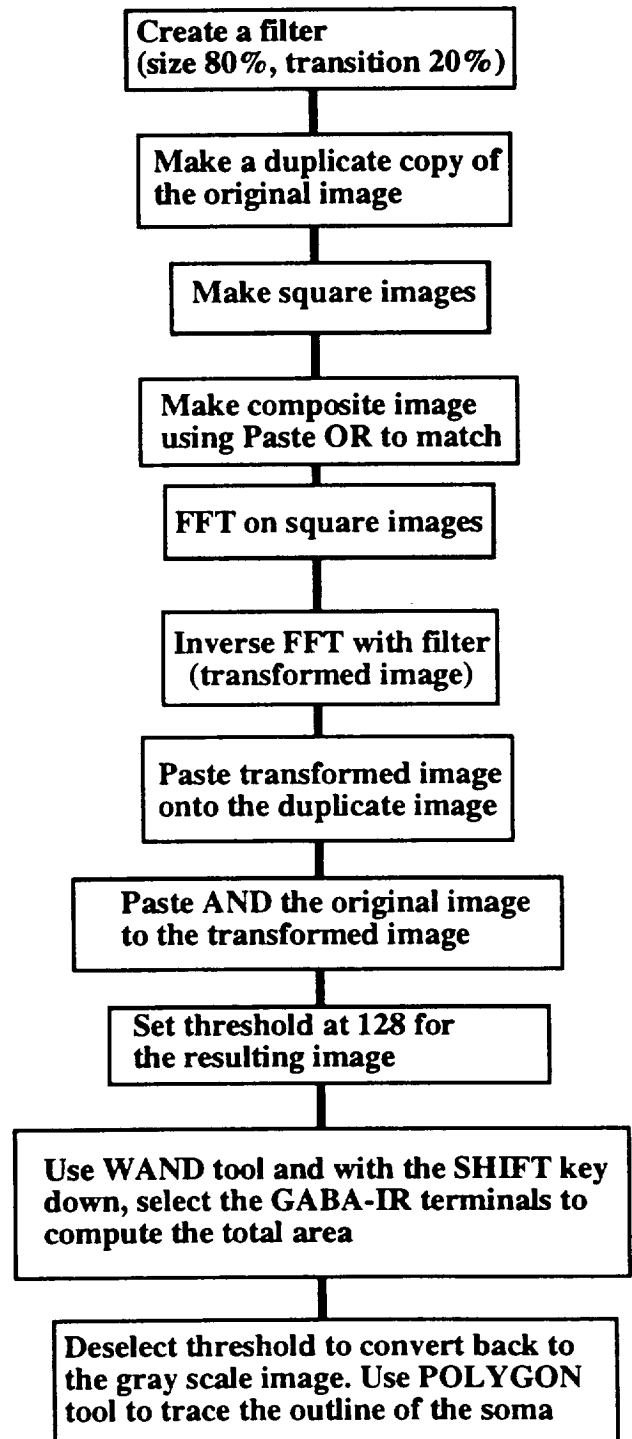 Create a filter
(size 80%, transition 20%)
Make a duplicate copy of
the original image
Make square images
Make composite image
using Paste OR to match
FFT on square images
Inverse FFT with filter
(transformed image)
Paste transformed image
onto the duplicate image
Paste AND the original image
to the transformed image
Set threshold at 128 for
the resulting image
Use WAND tool and with the SHIFT key
down, select the GABA-IR terminals to
compute the total area
Deselect threshold to convert back to
the gray scale image. Use POLYGON
tool to trace the outline of the soma